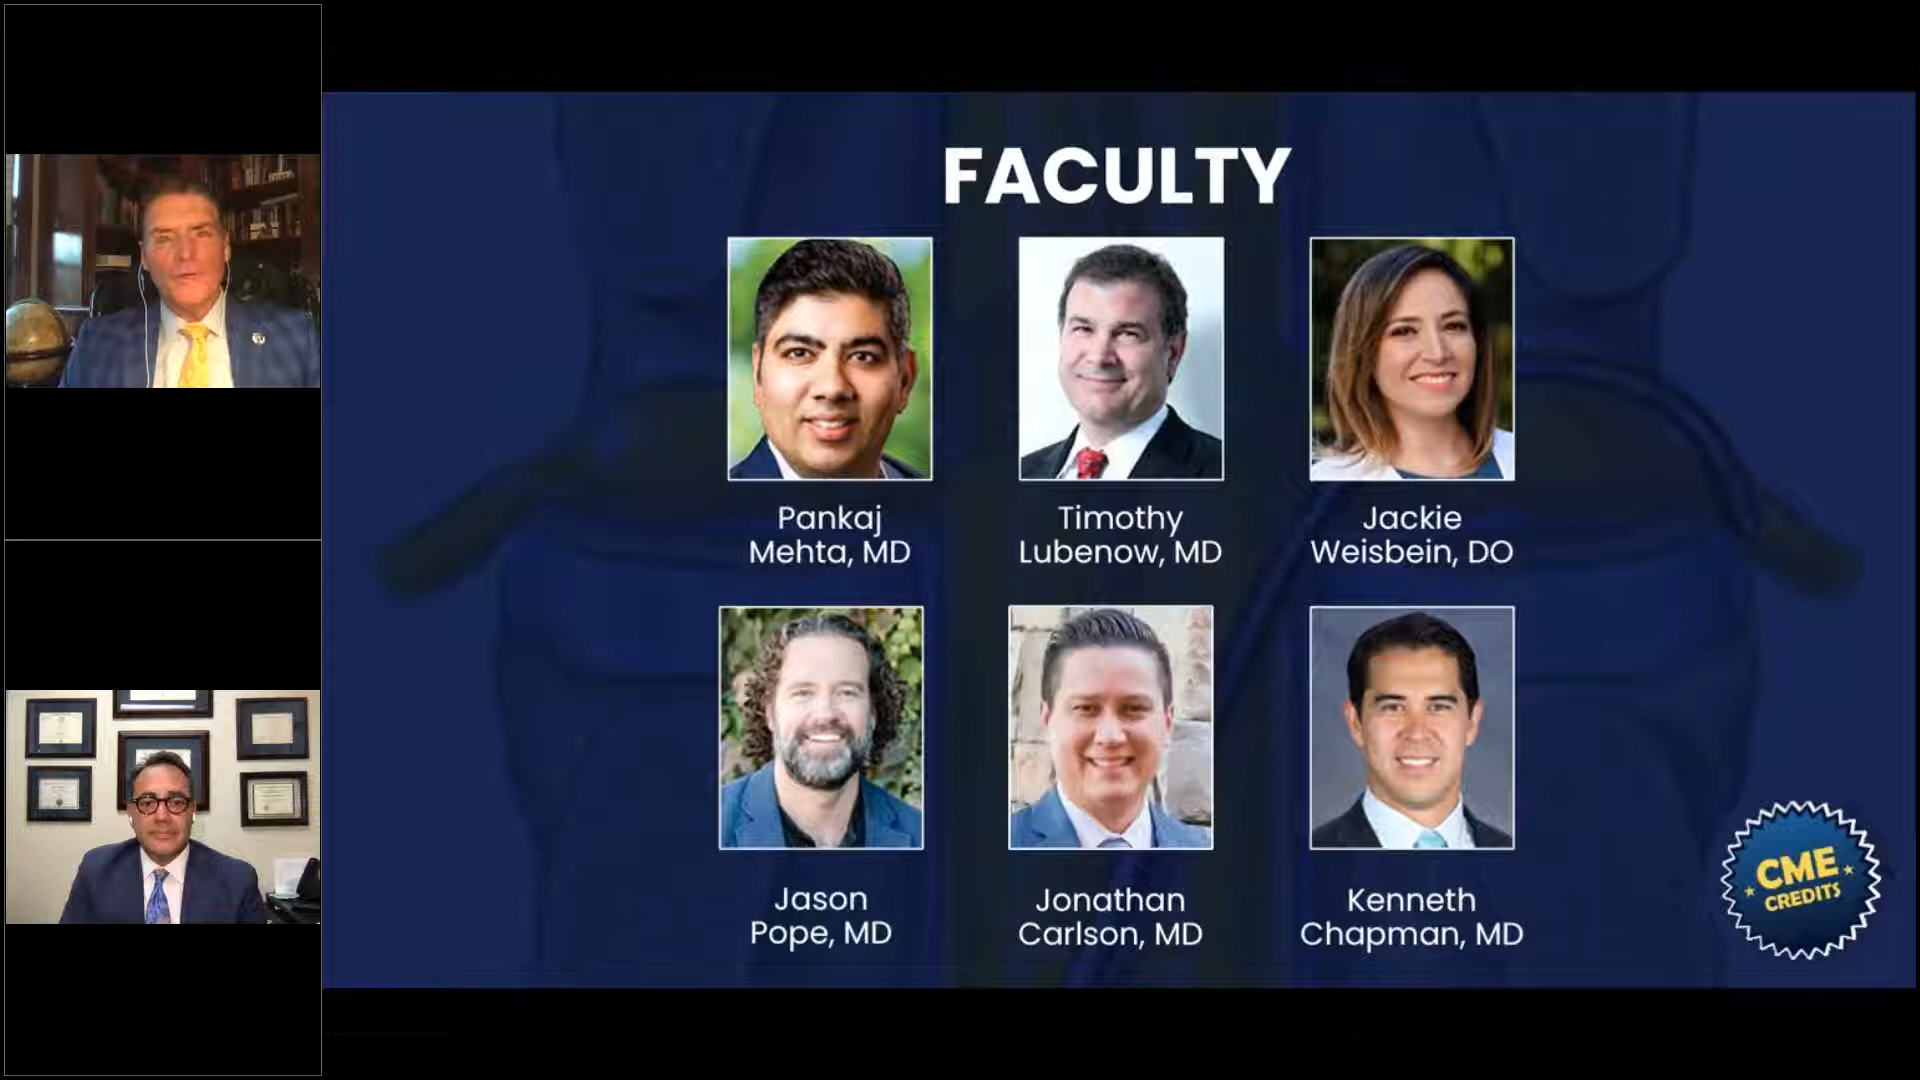 FACULTY
Pankaj
Mehta, MD
Timothy
Lubenow, MD
Jackie
Weisbein, DO
Jason
Pope, MD
Jonathan
Carlson, MD
Kenneth
Chapman, MD
CME
CREDITS